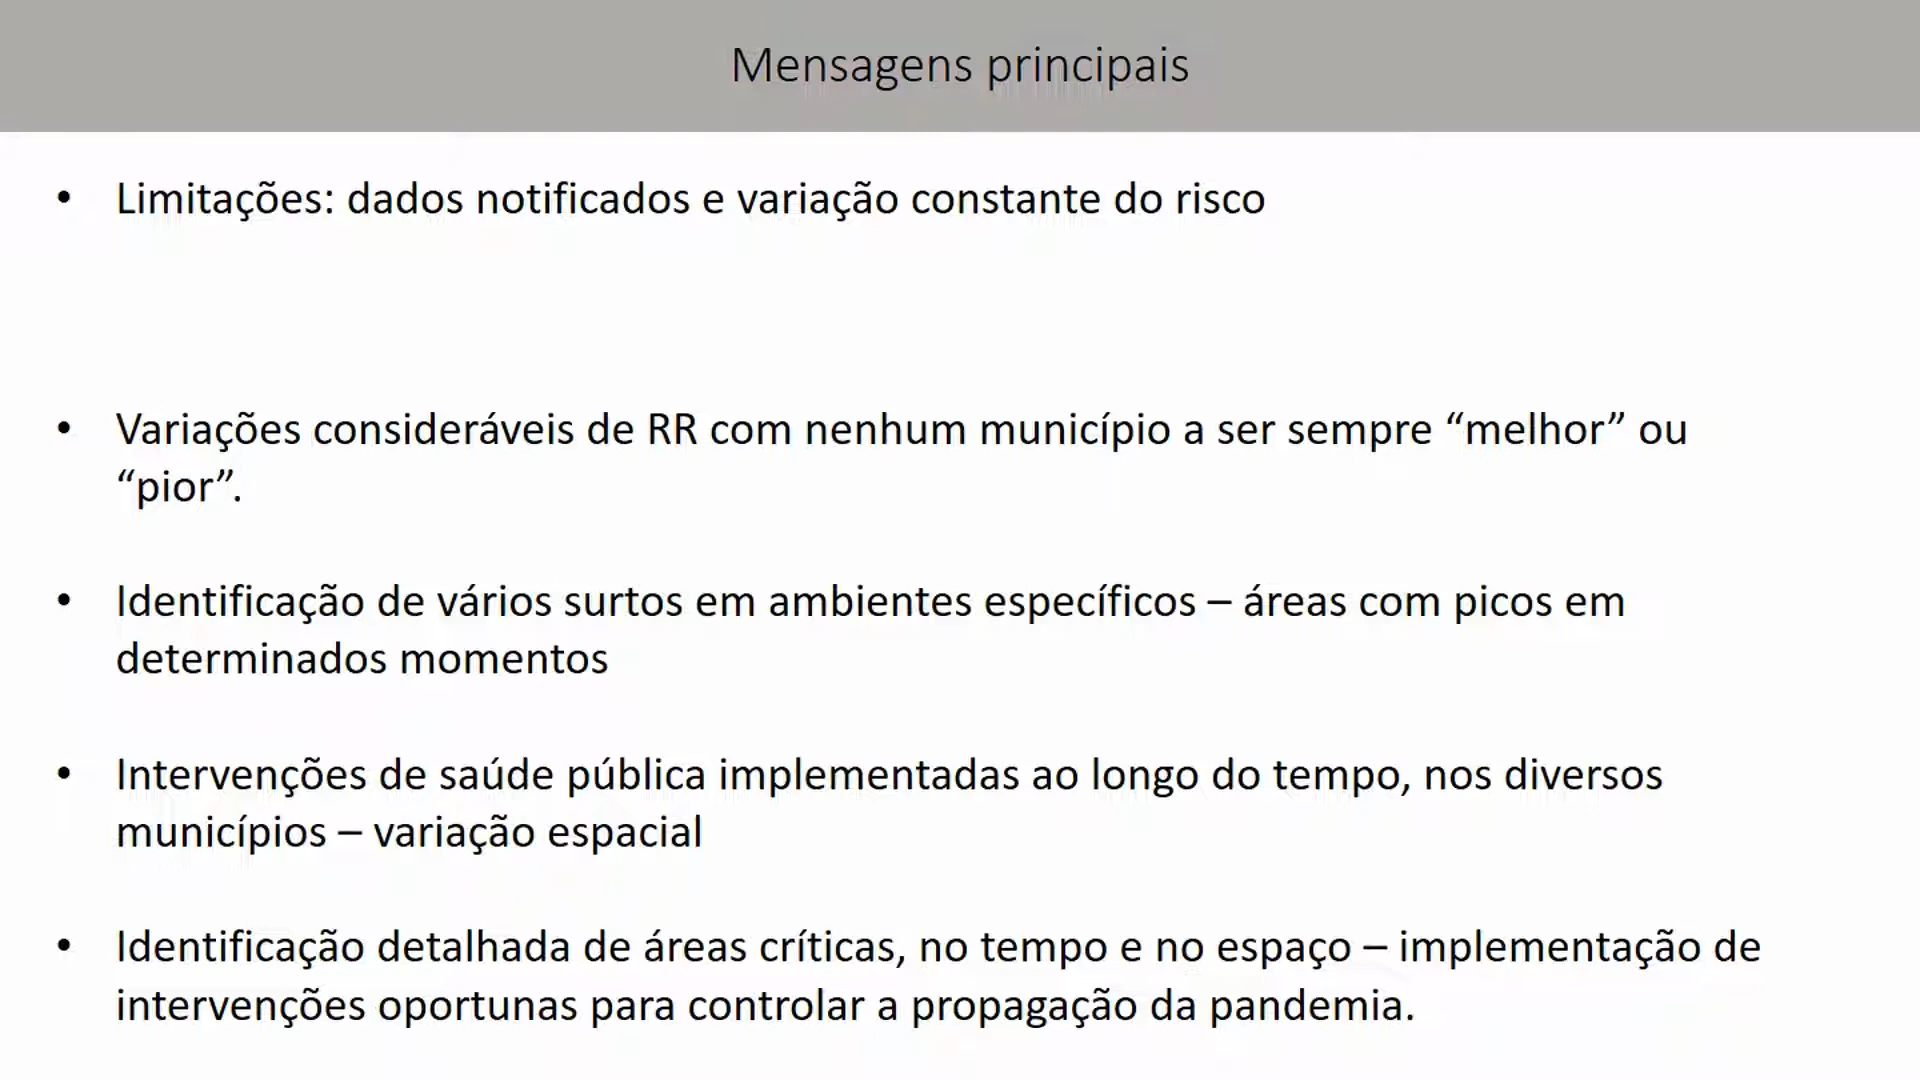 Mensagens principais
• Limitações: dados notificados e variação constante do risco
• Variações consideráveis de RR com nenhum município a ser sempre “melhor” ou
“pior”.
• Identificação de vários surtos em ambientes específicos – áreas com picos em
determinados momentos
• Intervenções de saúde pública implementadas ao longo do tempo, nos diversos
municípios – variação espacial
• Identificação detalhada de áreas críticas, no tempo e no espaço – implementação de
intervenções oportunas para controlar a propagação da pandemia.